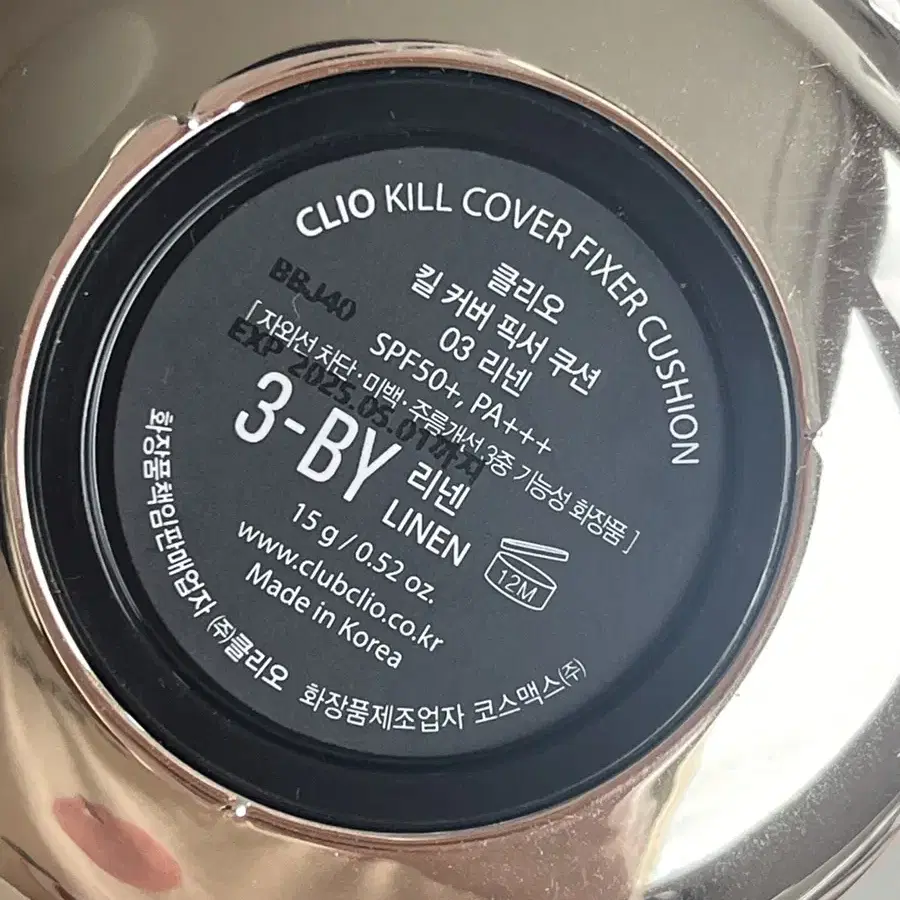 CLIO KILL COVER FIXER CUSHION
클리오
킬 커버 픽서 쿠션
03 리넨
SPF50+, PA+++
[ 자외선 차단·미백·주름개선 3중 기능성 화장품 ]
BBJ40
EXP 2025.05.01까지
3-BY 리넨
LINEN
15 g / 0.52 oz.
12M
www.clubclio.co.kr
Made in Korea
화장품책임판매업자 ㈜클리오
화장품제조업자 코스맥스㈜